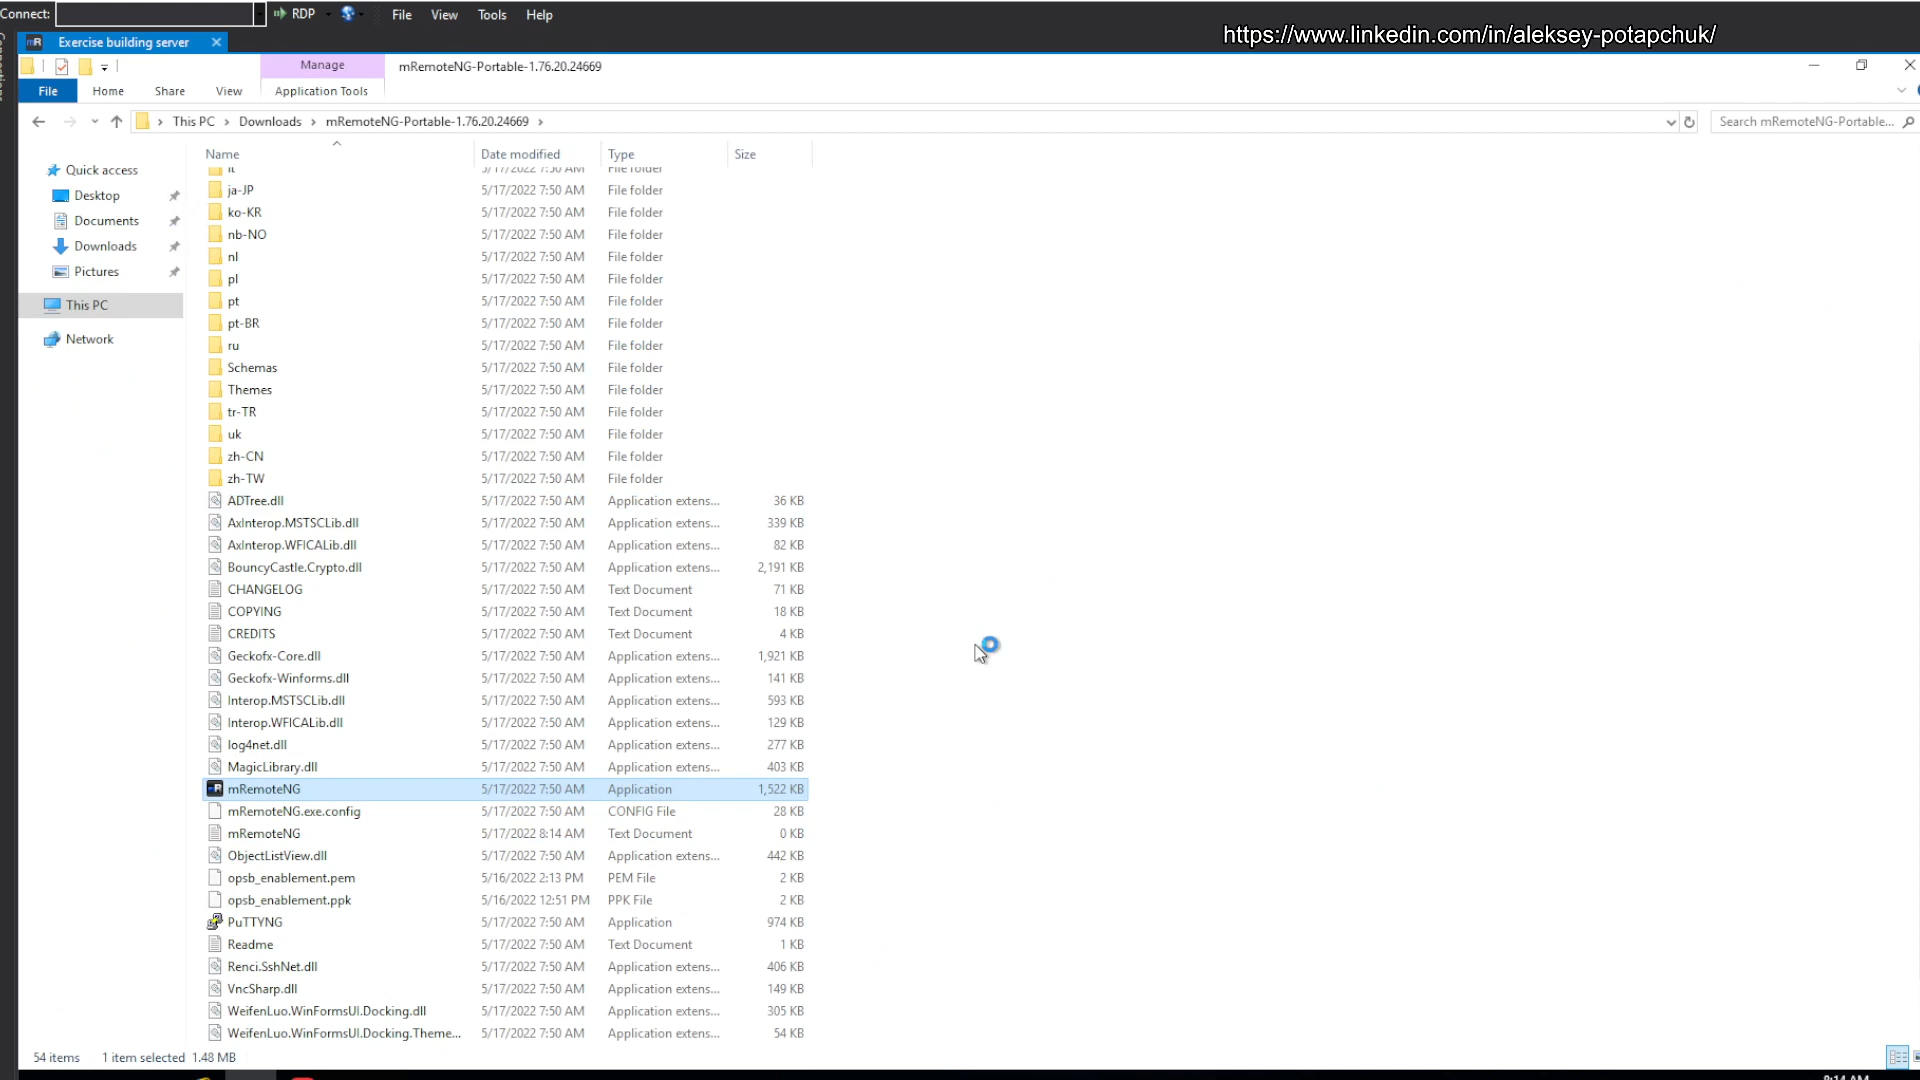 Connect:
RDP
File View Tools Help
https://www.linkedin.com/in/aleksey-potapchuk/
mR Exercise building server
Manage
mRemoteNG-Portable-1.76.20.24669
File Home Share View Application Tools
This PC Downloads mRemoteNG-Portable-1.76.20.24669
Search mRemoteNG-Portable...
Quick access
Desktop
Documents
Downloads
Pictures
This PC
Network
Name Date modified Type Size
it 5/17/2022 7:50 AM File folder
ja-JP 5/17/2022 7:50 AM File folder
ko-KR 5/17/2022 7:50 AM File folder
nb-NO 5/17/2022 7:50 AM File folder
nl 5/17/2022 7:50 AM File folder
pl 5/17/2022 7:50 AM File folder
pt 5/17/2022 7:50 AM File folder
pt-BR 5/17/2022 7:50 AM File folder
ru 5/17/2022 7:50 AM File folder
Schemas 5/17/2022 7:50 AM File folder
Themes 5/17/2022 7:50 AM File folder
tr-TR 5/17/2022 7:50 AM File folder
uk 5/17/2022 7:50 AM File folder
zh-CN 5/17/2022 7:50 AM File folder
zh-TW 5/17/2022 7:50 AM File folder
ADTree.dll 5/17/2022 7:50 AM Application extens... 36 KB
AxInterop.MSTSCLib.dll 5/17/2022 7:50 AM Application extens... 339 KB
AxInterop.WFICALib.dll 5/17/2022 7:50 AM Application extens... 82 KB
BouncyCastle.Crypto.dll 5/17/2022 7:50 AM Application extens... 2,191 KB
CHANGELOG 5/17/2022 7:50 AM Text Document 71 KB
COPYING 5/17/2022 7:50 AM Text Document 18 KB
CREDITS 5/17/2022 7:50 AM Text Document 4 KB
Geckofx-Core.dll 5/17/2022 7:50 AM Application extens... 1,921 KB
Geckofx-Winforms.dll 5/17/2022 7:50 AM Application extens... 141 KB
Interop.MSTSCLib.dll 5/17/2022 7:50 AM Application extens... 593 KB
Interop.WFICALib.dll 5/17/2022 7:50 AM Application extens... 129 KB
log4net.dll 5/17/2022 7:50 AM Application extens... 277 KB
MagicLibrary.dll 5/17/2022 7:50 AM Application extens... 403 KB
mRemoteNG 5/17/2022 7:50 AM Application 1,522 KB
mRemoteNG.exe.config 5/17/2022 7:50 AM CONFIG File 28 KB
mRemoteNG 5/17/2022 8:14 AM Text Document 0 KB
ObjectListView.dll 5/17/2022 7:50 AM Application extens... 442 KB
opsb_enablement.pem 5/16/2022 2:13 PM PEM File 2 KB
opsb_enablement.ppk 5/16/2022 12:51 PM PPK File 2 KB
PuTTYNG 5/17/2022 7:50 AM Application 974 KB
Readme 5/17/2022 7:50 AM Text Document 1 KB
Renci.SshNet.dll 5/17/2022 7:50 AM Application extens... 406 KB
VncSharp.dll 5/17/2022 7:50 AM Application extens... 149 KB
WeifenLuo.WinFormsUI.Docking.dll 5/17/2022 7:50 AM Application extens... 305 KB
WeifenLuo.WinFormsUI.Docking.Theme... 5/17/2022 7:50 AM Application extens... 54 KB
54 items 1 item selected 1.48 MB
8:14 AM